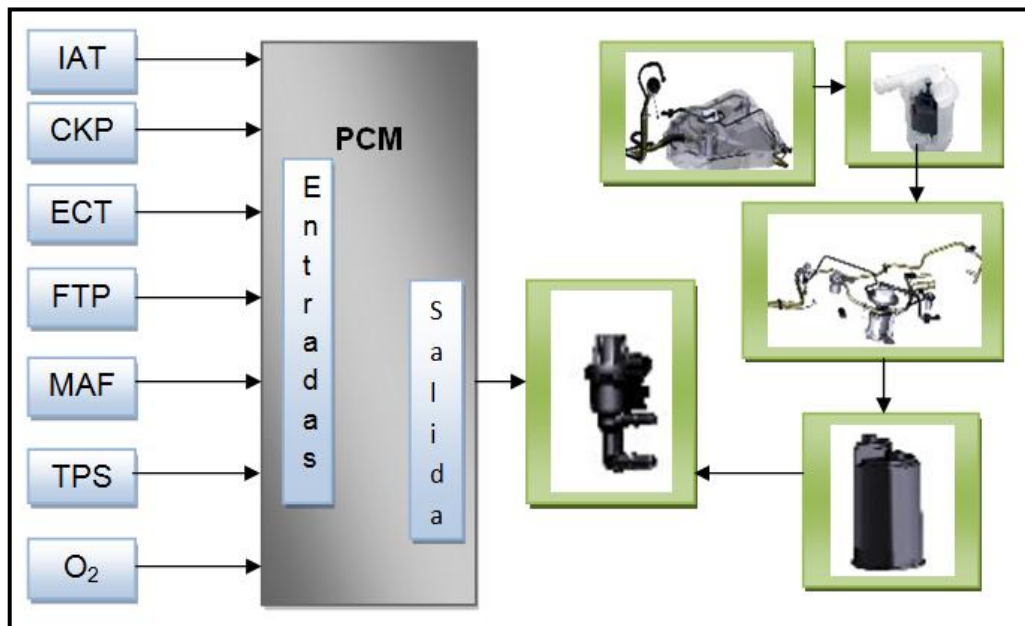 IAT
CKP
ECT
FTP
MAF
TPS
O₂
PCM
Entradas
Salida